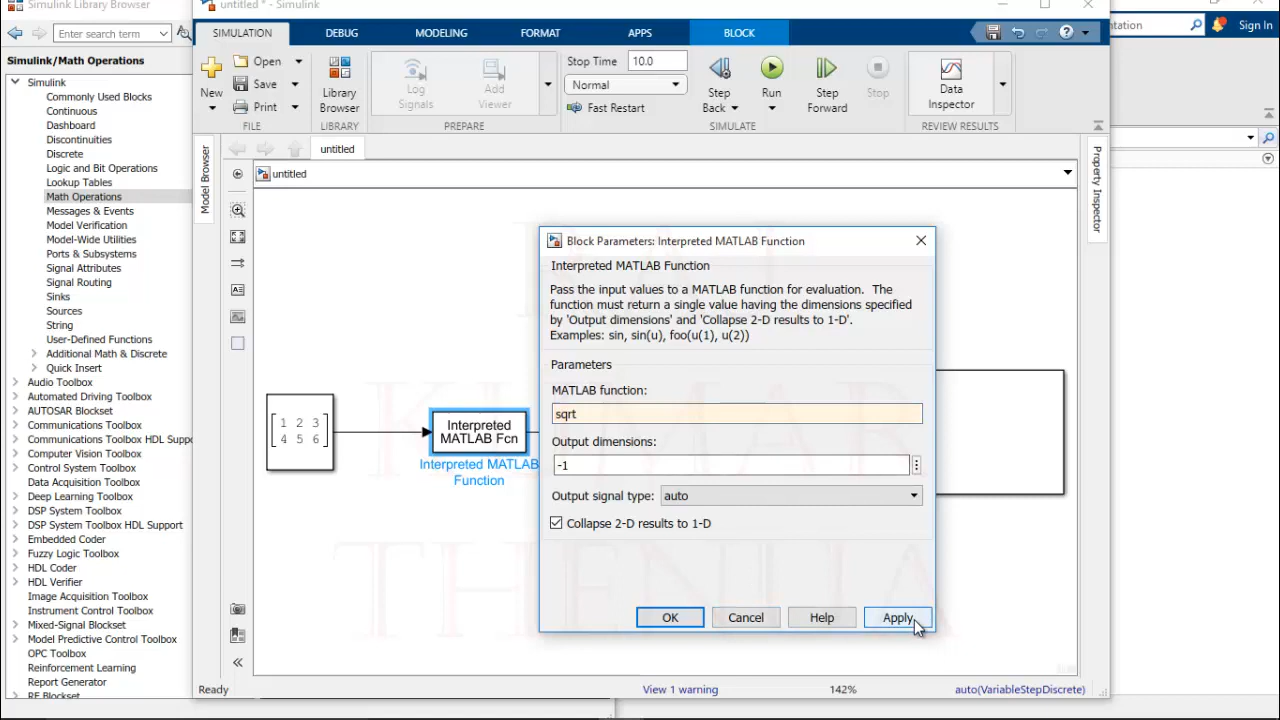 Simulink Library Browser
untitled * - Simulink
Enter search term
SIMULATION
DEBUG
MODELING
FORMAT
APPS
BLOCK
Sign In
Simulink/Math Operations
Simulink
Commonly Used Blocks
Continuous
Dashboard
Discontinuities
Discrete
Logic and Bit Operations
Lookup Tables
Math Operations
Messages & Events
Model Verification
Model-Wide Utilities
Ports & Subsystems
Signal Attributes
Signal Routing
Sinks
Sources
String
User-Defined Functions
Additional Math & Discrete
Quick Insert
Audio Toolbox
Automated Driving Toolbox
AUTOSAR Blockset
Communications Toolbox
Communications Toolbox HDL Suppo
Computer Vision Toolbox
Control System Toolbox
Data Acquisition Toolbox
Deep Learning Toolbox
DSP System Toolbox
DSP System Toolbox HDL Support
Embedded Coder
Fuzzy Logic Toolbox
HDL Coder
HDL Verifier
Image Acquisition Toolbox
Instrument Control Toolbox
Mixed-Signal Blockset
Model Predictive Control Toolbox
OPC Toolbox
Reinforcement Learning
Report Generator
RF Blockset
New
Open
Save
Print
FILE
Library
Browser
LIBRARY
Log
Signals
Add
Viewer
PREPARE
Stop Time 10.0
Normal
Fast Restart
Step
Back
Run
Step
Forward
Stop
SIMULATE
Data
Inspector
REVIEW RESULTS
Model Browser
untitled
untitled
Property Inspector
1 2 3
4 5 6
Interpreted
MATLAB Fcn
Interpreted MATLAB
Function
Block Parameters: Interpreted MATLAB Function
Interpreted MATLAB Function
Pass the input values to a MATLAB function for evaluation. The
function must return a single value having the dimensions specified
by 'Output dimensions' and 'Collapse 2-D results to 1-D'.
Examples: sin, sin(u), foo(u(1), u(2))
Parameters
MATLAB function:
sqrt
Output dimensions:
-1
Output signal type: auto
Collapse 2-D results to 1-D
OK
Cancel
Help
Apply
Ready
View 1 warning
142%
auto(VariableStepDiscrete)